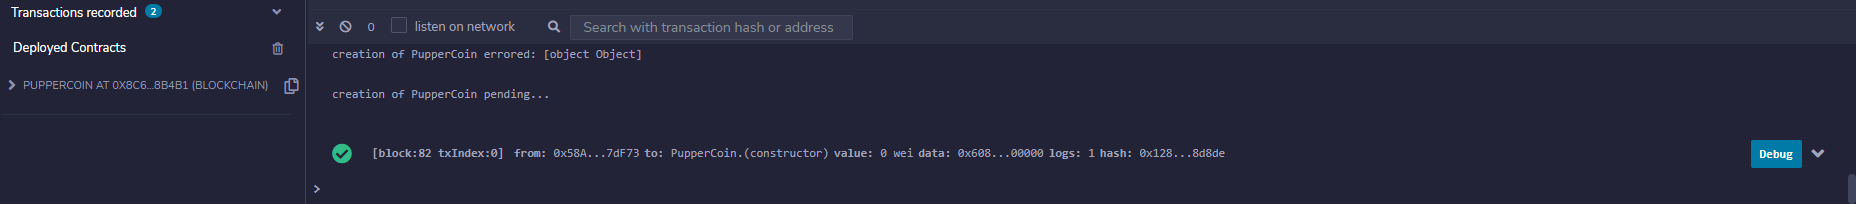 Transactions recorded 2
Deployed Contracts
PUPPERCOIN AT 0X8C6...8B4B1 (BLOCKCHAIN)
0 listen on network Search with transaction hash or address
creation of PupperCoin errored: [object Object]
creation of PupperCoin pending...
[block:82 txIndex:0] from: 0x58A...7dF73 to: PupperCoin.(constructor) value: 0 wei data: 0x608...00000 logs: 1 hash: 0x128...8d8de
Debug
>